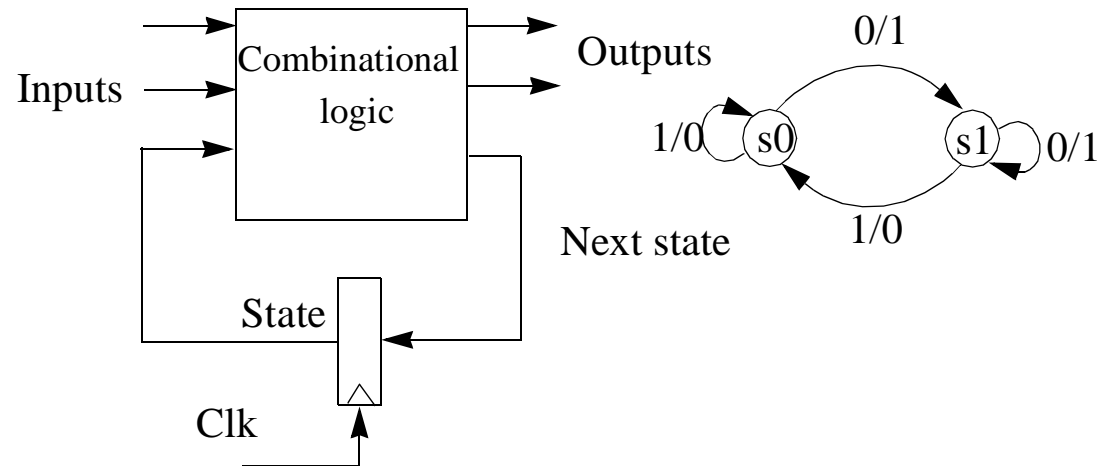 Inputs
Combinational
logic
Outputs
Next state
State
Clk
0/1
1/0
s0
s1
0/1
1/0